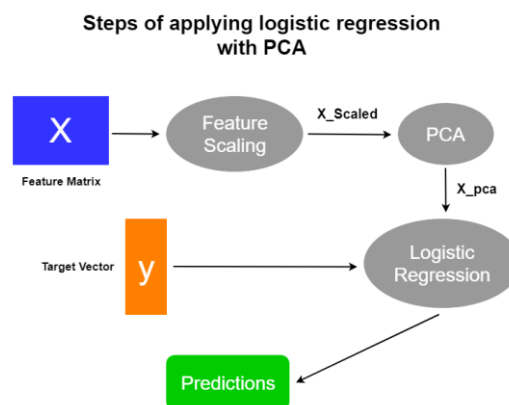 Steps of applying logistic regression
with PCA
X
Feature Matrix
Feature
Scaling
X_Scaled
PCA
X_pca
Target Vector
y
Logistic
Regression
Predictions